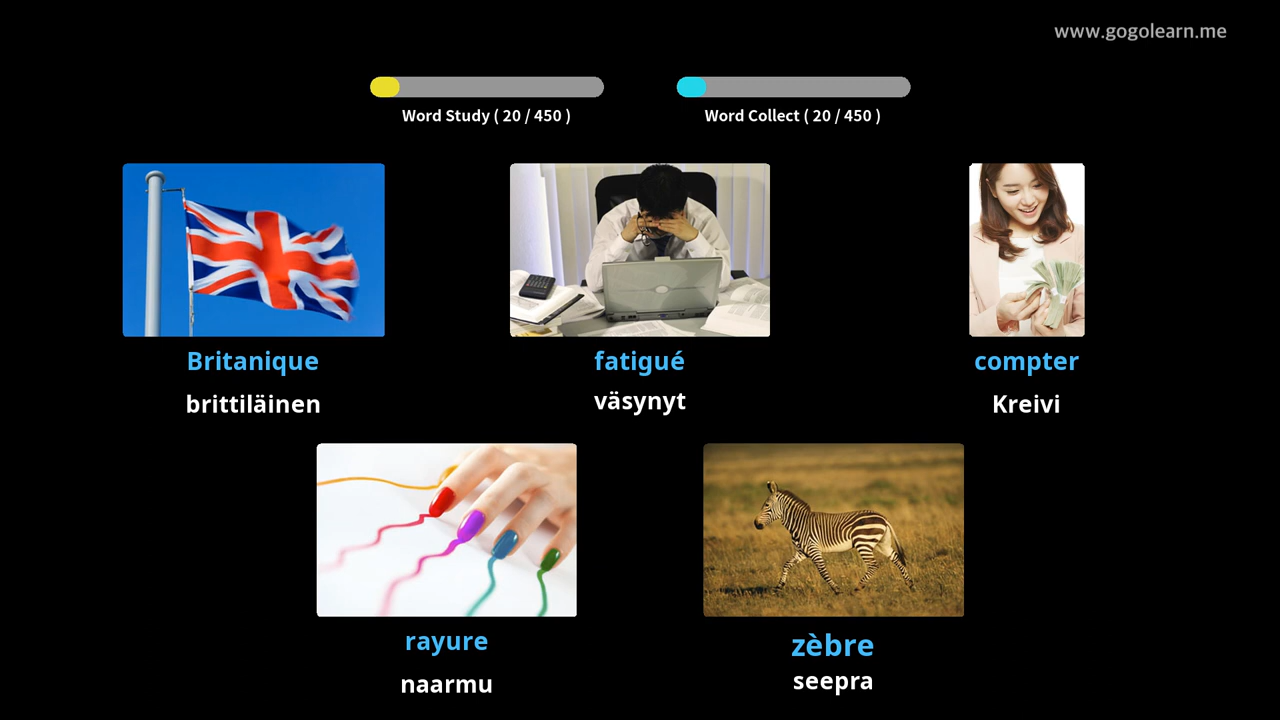 www.gogolearn.me
Word Study ( 20 / 450 )
Word Collect ( 20 / 450 )
Britanique
fatigué
compter
brittiläinen
väsynyt
Kreivi
rayure
zèbre
naarmu
seepra